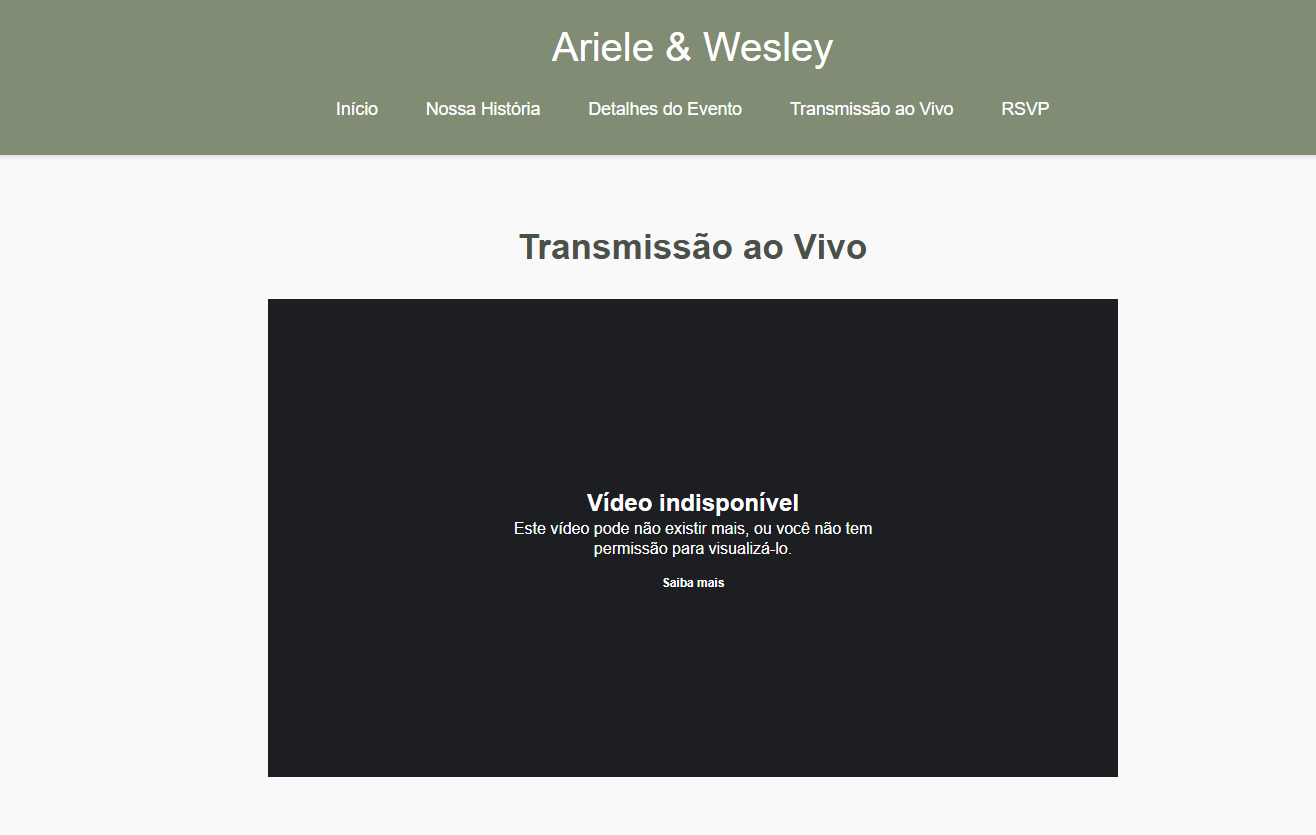 Ariele & Wesley
Início Nossa História Detalhes do Evento Transmissão ao Vivo RSVP
Transmissão ao Vivo
Vídeo indisponível
Este vídeo pode não existir mais, ou você não tem
permissão para visualizá-lo.
Saiba mais